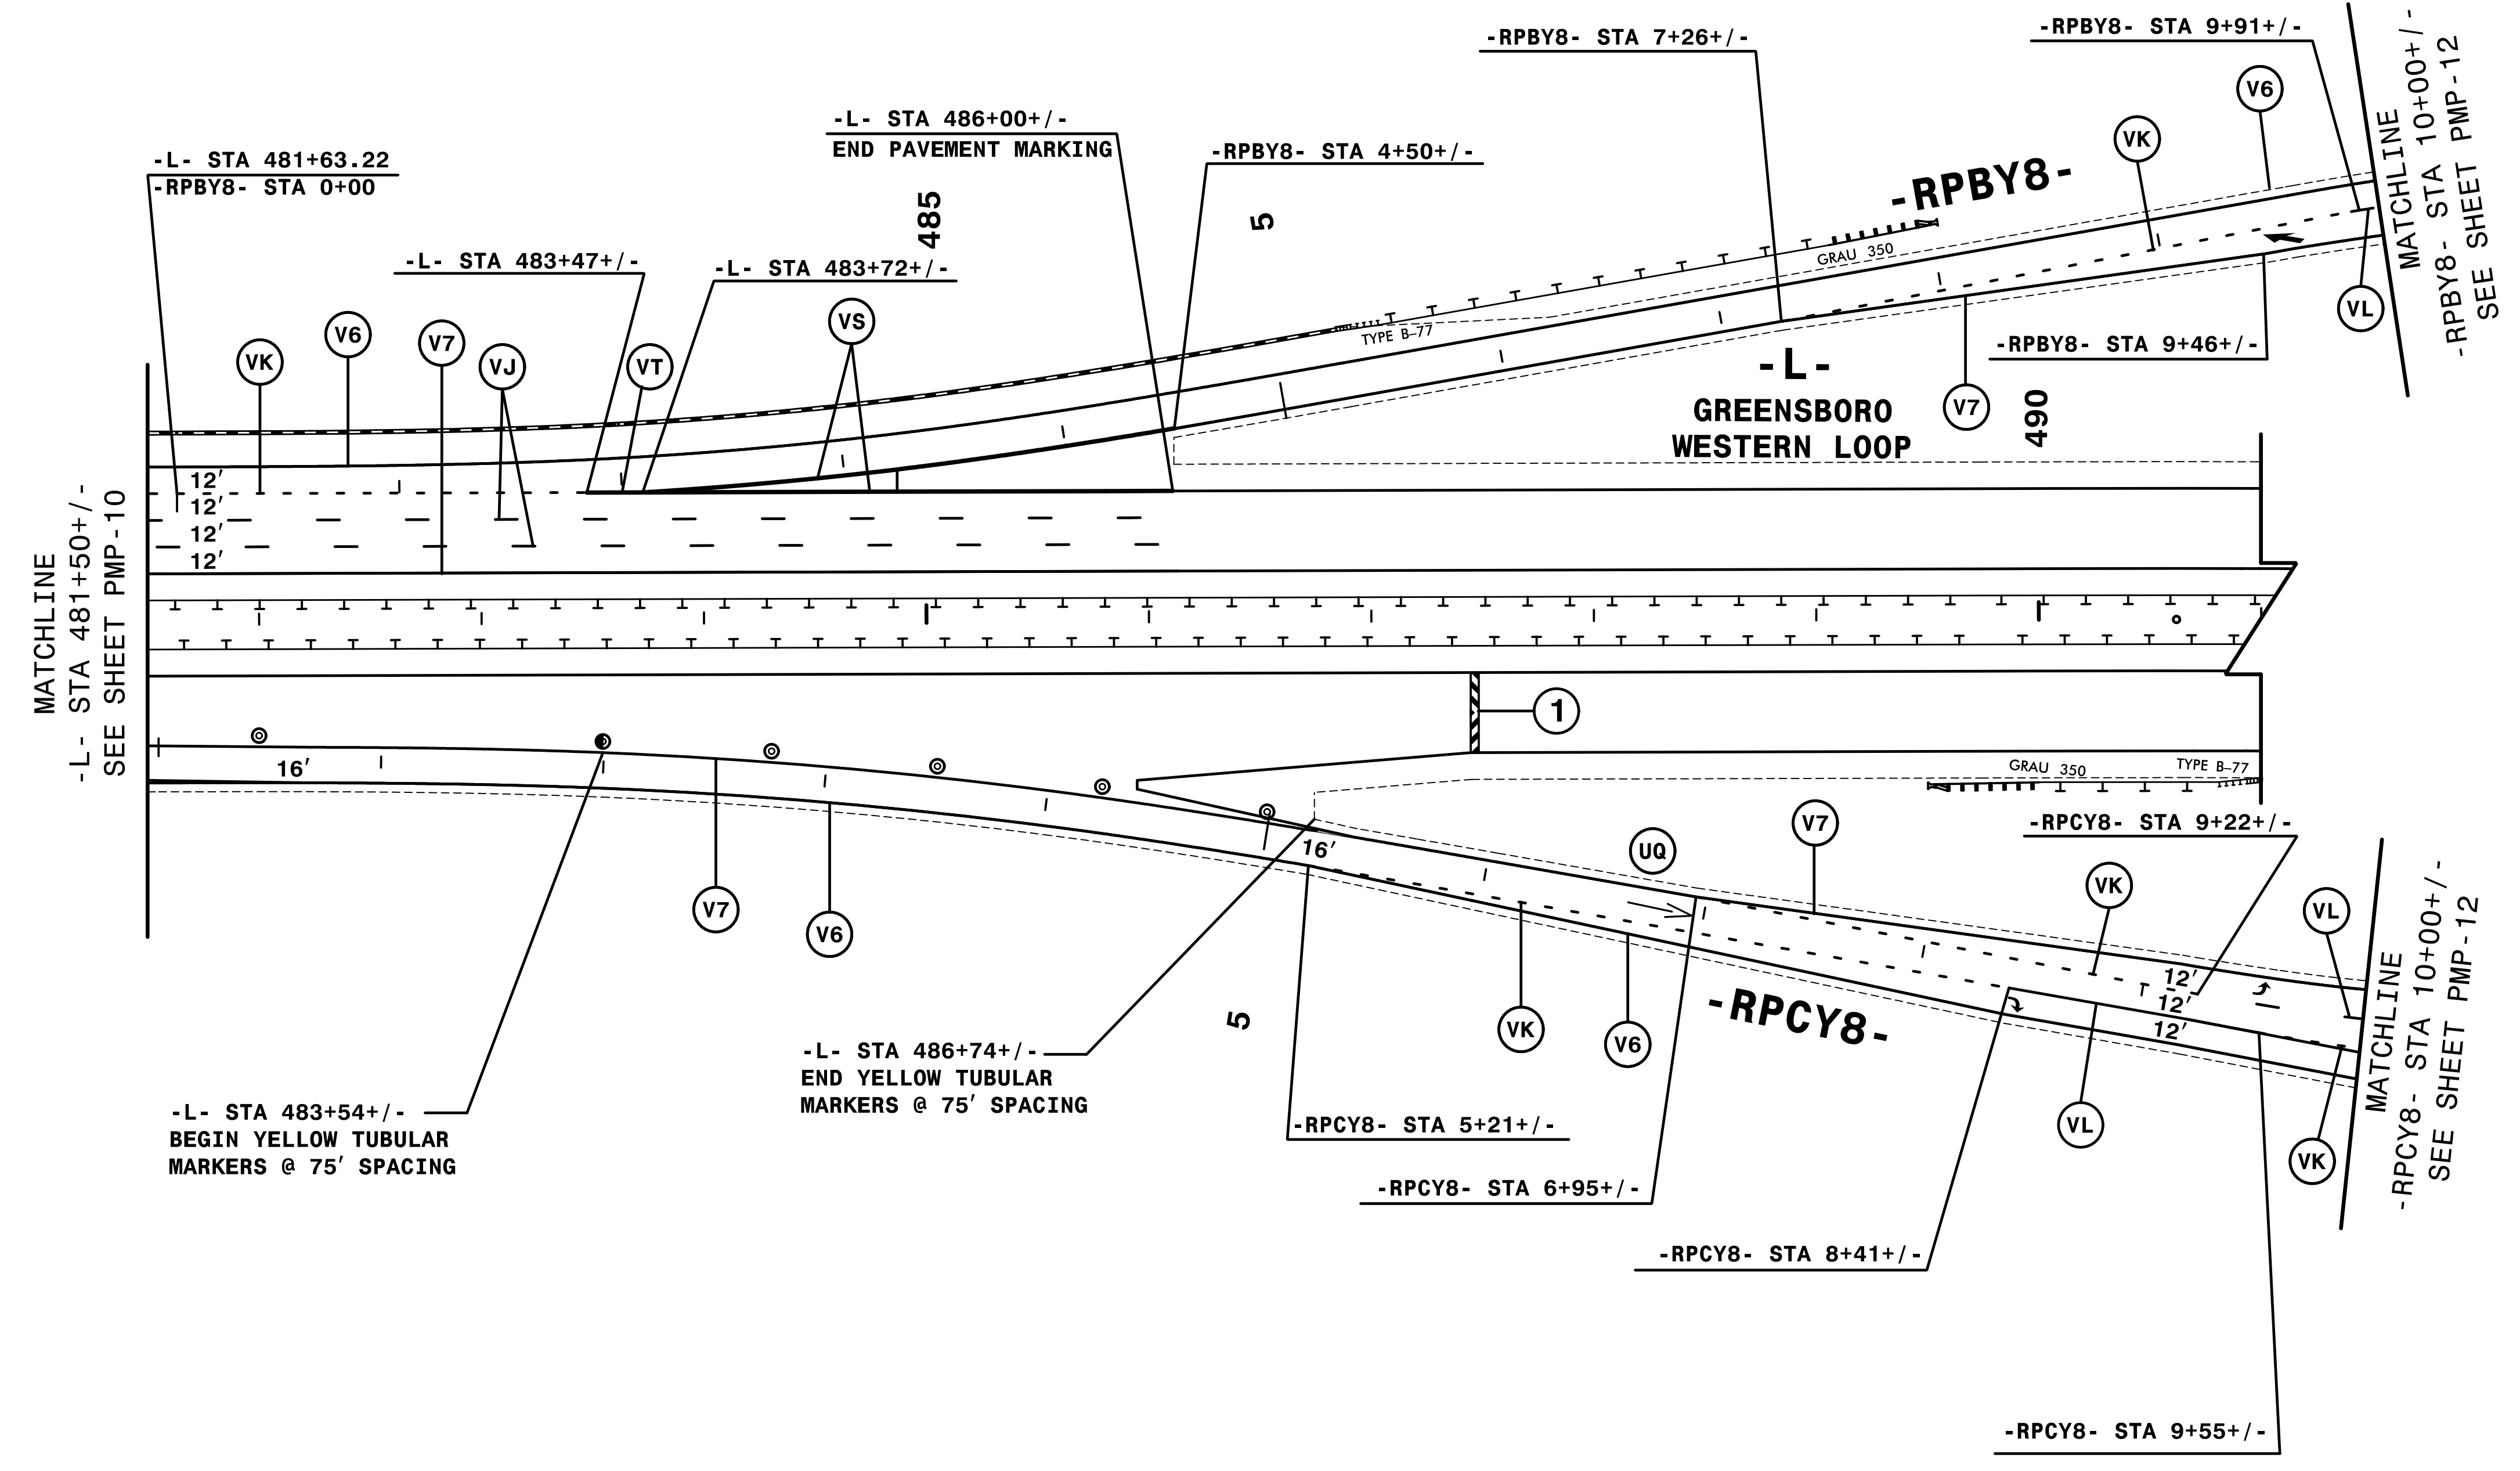 -RPBY8- STA 9+91+/-
-RPBY8- STA 7+26+/-
V6
MATCHLINE
-RPBY8- STA 10+00+/-
SEE SHEET PMP-12
-L- STA 486+00+/-
END PAVEMENT MARKING
VK
-L- STA 481+63.22
-RPBY8- STA 0+00
-RPBY8- STA 4+50+/-
-RPBY8-
485
5
GRAU 350
-L- STA 483+47+/-
-L- STA 483+72+/-
VL
VS
V6
V7
TYPE B-77
-RPBY8- STA 9+46+/-
VK
VJ
VT
-L-
GREENSBORO
WESTERN LOOP
V7
490
12'
12'
12'
12'
MATCHLINE
-L- STA 481+50+/-
SEE SHEET PMP-10
1
16'
GRAU 350
TYPE B-77
V7
-RPCY8- STA 9+22+/-
16'
UQ
VK
VL
V7
V6
12'
12'
12'
MATCHLINE
-RPCY8- STA 10+00+/-
SEE SHEET PMP-12
5
VK
V6
-RPCY8-
-L- STA 486+74+/-
END YELLOW TUBULAR
MARKERS @ 75' SPACING
-L- STA 483+54+/-
BEGIN YELLOW TUBULAR
MARKERS @ 75' SPACING
-RPCY8- STA 5+21+/-
VL
VK
-RPCY8- STA 6+95+/-
-RPCY8- STA 8+41+/-
-RPCY8- STA 9+55+/-